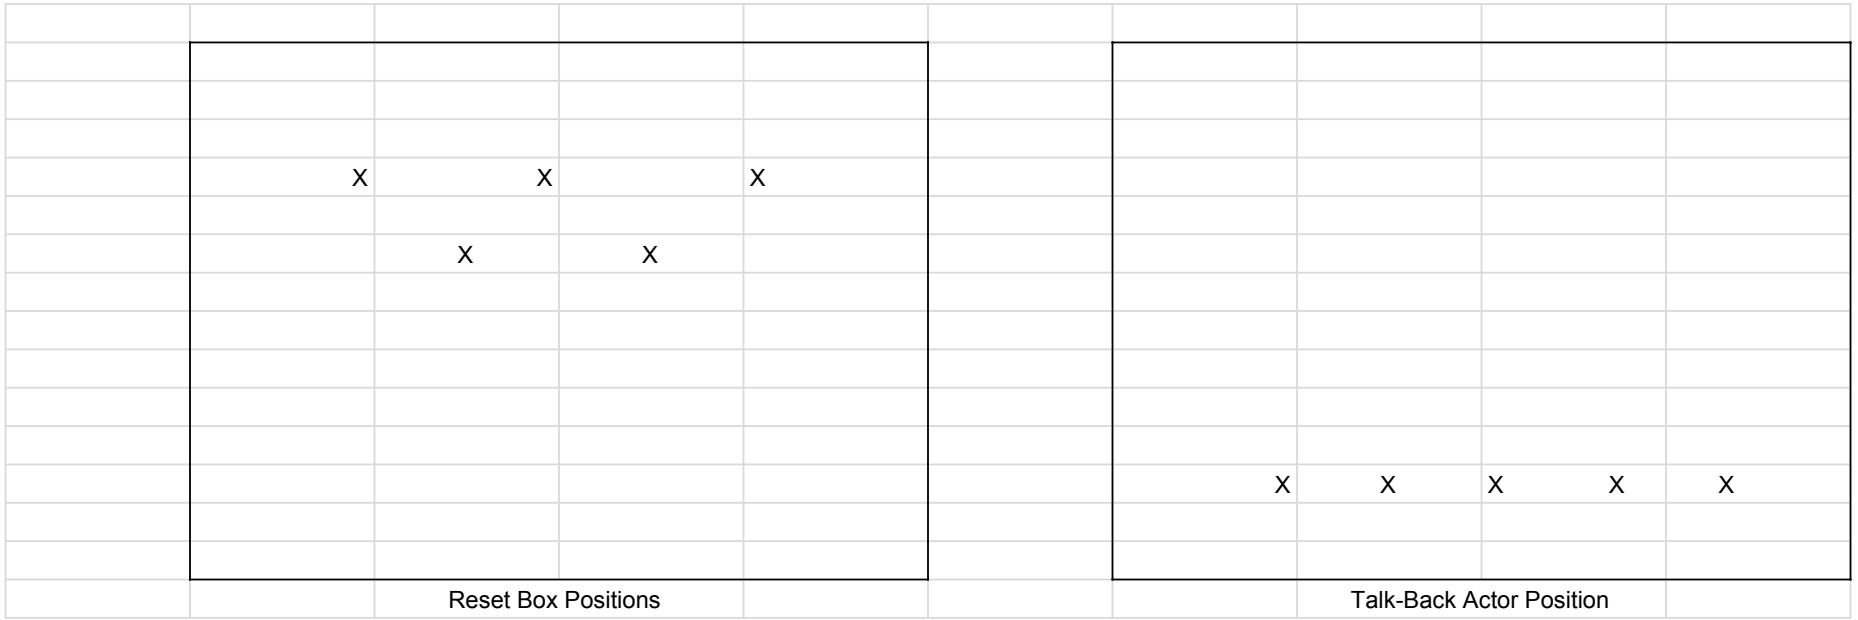 X X X
X X
X X X X X
Reset Box Positions
Talk-Back Actor Position